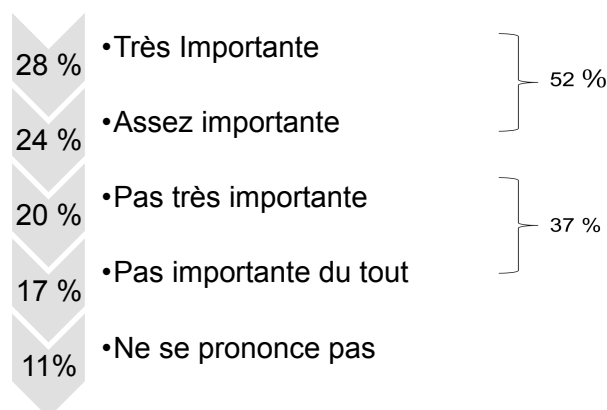 28 %
•Très Importante
52 %
24 %
•Assez importante
20 %
•Pas très importante
37 %
17 %
•Pas importante du tout
11%
•Ne se prononce pas